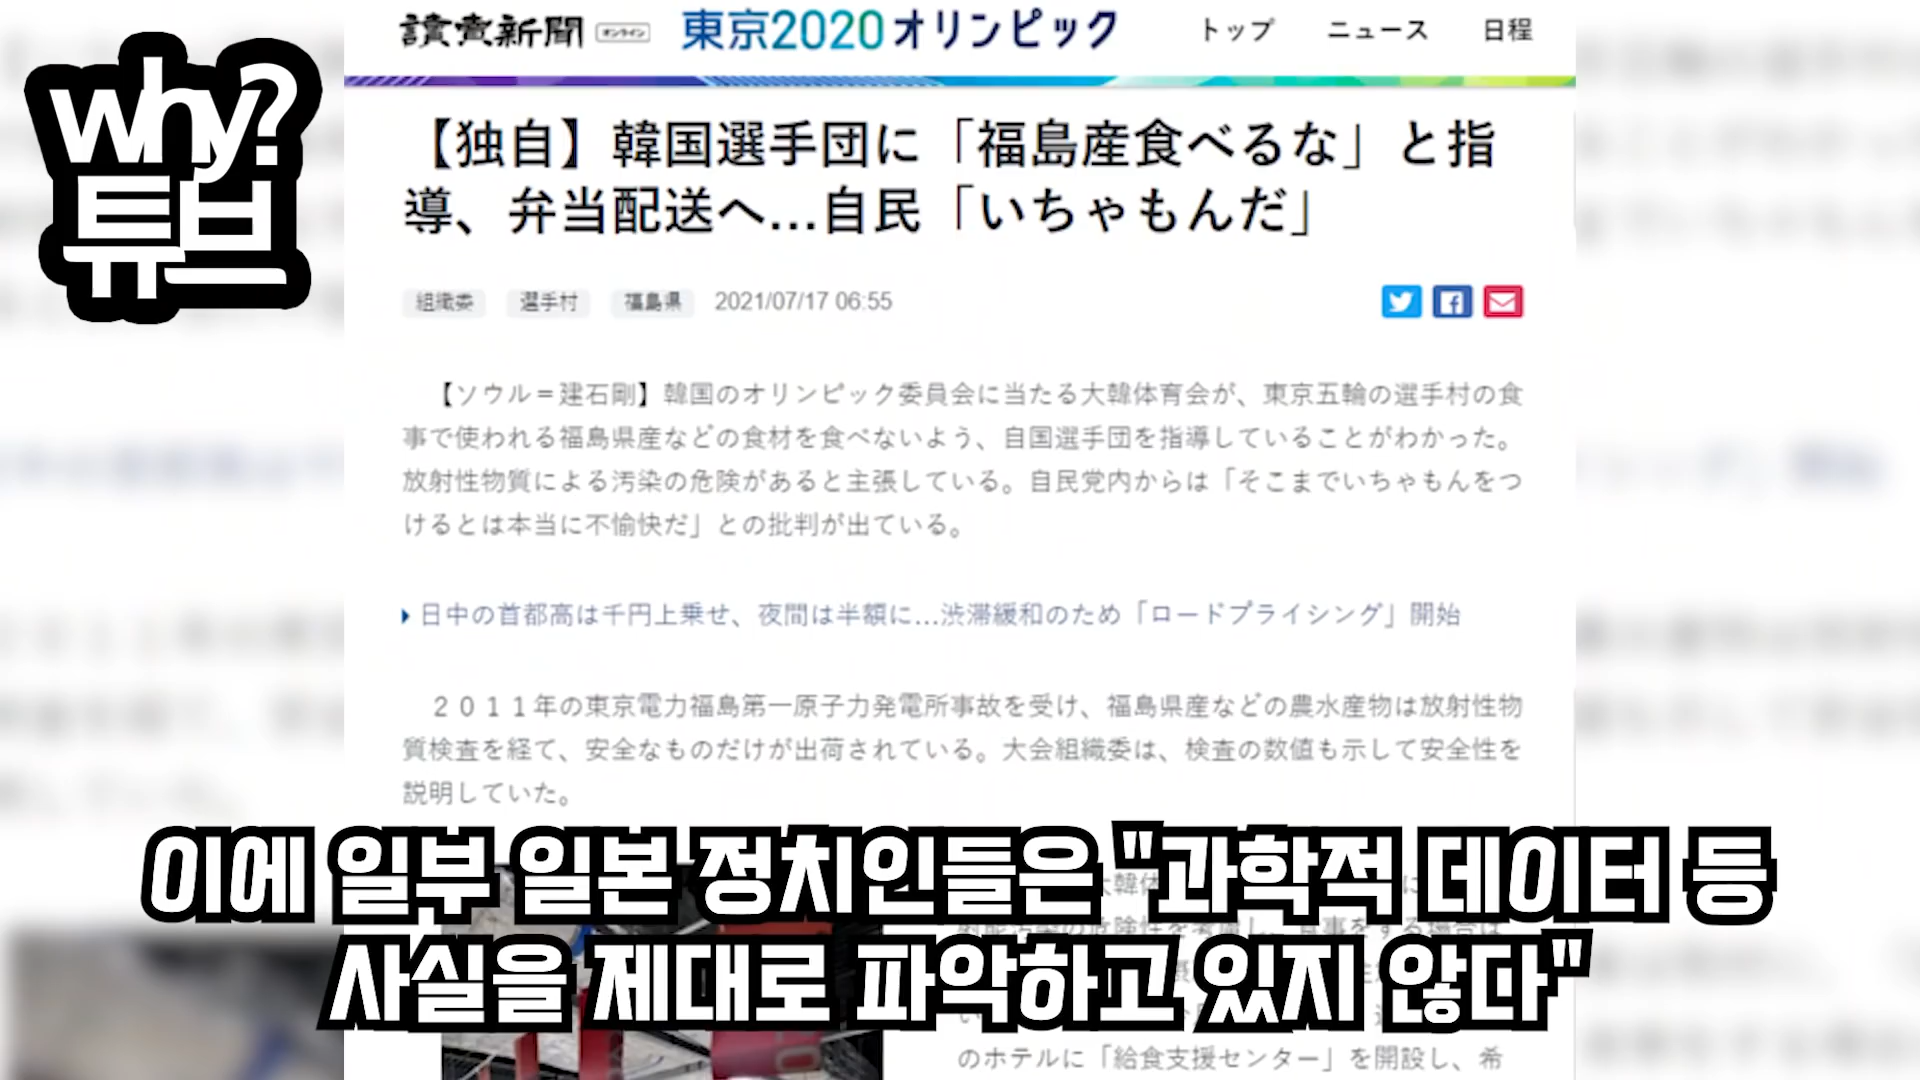 why?
튜브
讀賣新聞 オンライン 東京2020オリンピック トップ ニュース 日程
【独自】韓国選手団に「福島産食べるな」と指
導、弁当配送へ…自民「いちゃもんだ」
組織委 選手村 福島県 2021/07/17 06:55
【ソウル＝建石剛】韓国のオリンピック委員会に当たる大韓体育会が、東京五輪の選手村の食
事で使われる福島県産などの食材を食べないよう、自国選手団を指導していることがわかった。
放射性物質による汚染の危険があると主張している。自民党内からは「そこまでいちゃもんをつ
けるとは本当に不愉快だ」との批判が出ている。
日中の首都高は千円上乗せ、夜間は半額に…渋滞緩和のため「ロードプライシング」開始
２０１１年の東京電力福島第一原子力発電所事故を受け、福島県産などの農水産物は放射性物
質検査を経て、安全なものだけが出荷されている。大会組織委は、検査の数値も示して安全性を
説明していた。
이에 일부 일본 정치인들은 "과학적 데이터 등
사실을 제대로 파악하고 있지 않다"
のホテルに「給食支援センター」を開設し、希